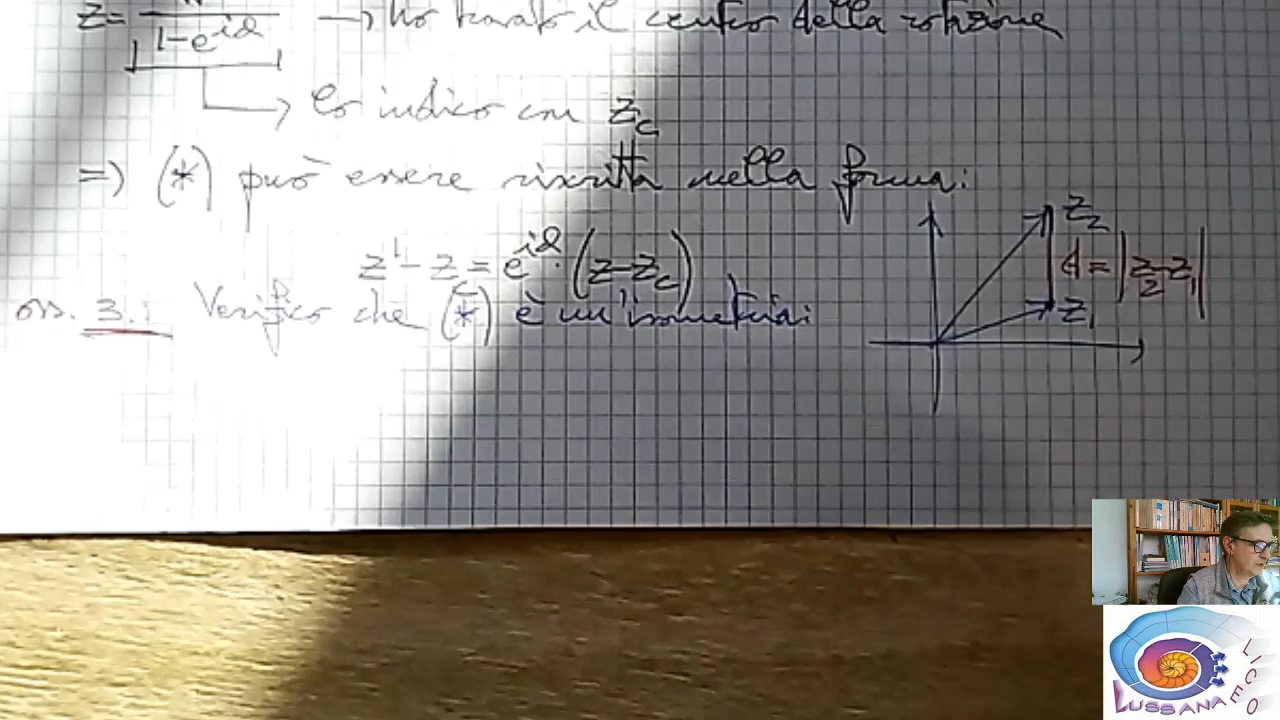 z = ── / 1-e^{iα} → ho trovato il centro della rotazione
→ lo indico con z_c
⇒ (*) può essere riscritta nella forma:
z' - z_c = e^{iα} · (z - z_c)
oss. 3.: Verifico che (*) è un'isometria:
z_2
d = |z_2 - z_1|
z_1
LUSSANA LICEO